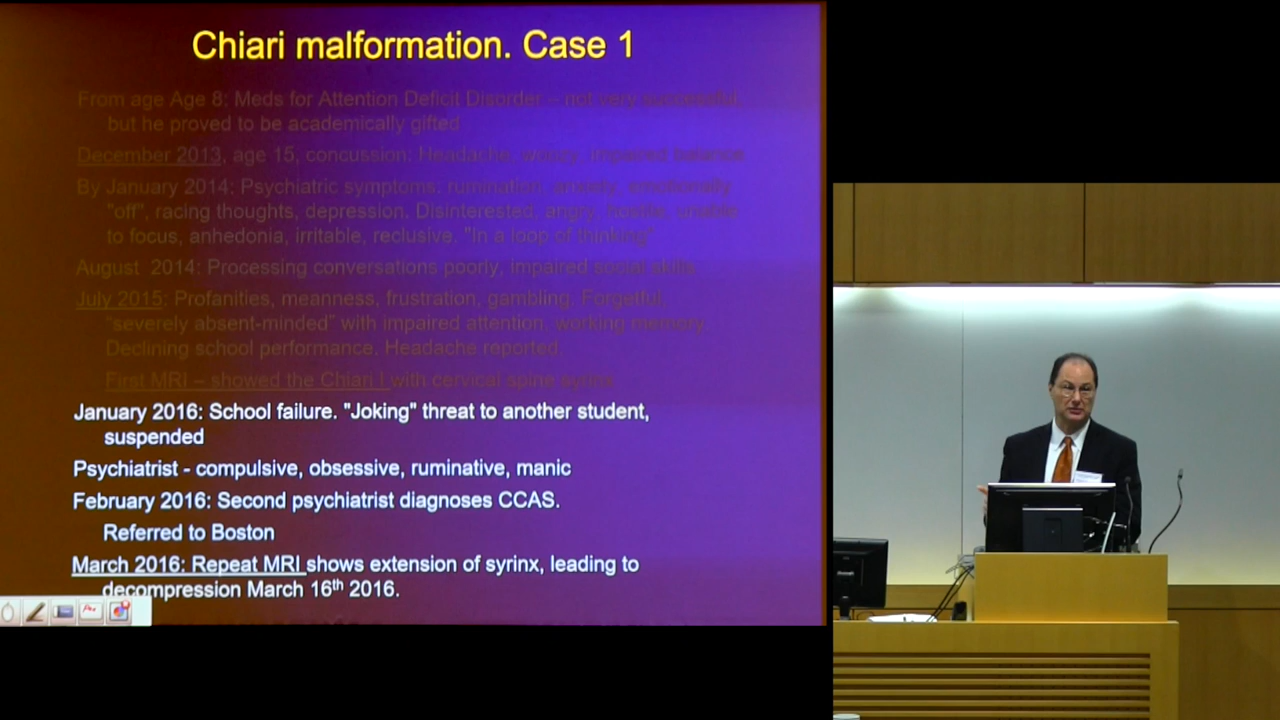 Chiari malformation. Case 1
From age Age 8: Meds for Attention Deficit Disorder – not very successful,
but he proved to be academically gifted
December 2013, age 15, concussion: Headache, woozy, impaired balance
By January 2014: Psychiatric symptoms: rumination, anxiety, emotionally
"off", racing thoughts, depression. Disinterested, angry, hostile, unable
to focus, anhedonia, irritable, reclusive. "In a loop of thinking"
August 2014: Processing conversations poorly, impaired social skills
July 2015: Profanities, meanness, frustration, gambling. Forgetful,
"severely absent-minded" with impaired attention, working memory.
Declining school performance. Headache reported.
First MRI – showed the Chiari I with cervical spine syrinx
January 2016: School failure. "Joking" threat to another student,
suspended
Psychiatrist - compulsive, obsessive, ruminative, manic
February 2016: Second psychiatrist diagnoses CCAS.
Referred to Boston
March 2016: Repeat MRI shows extension of syrinx, leading to
decompression March 16th 2016.